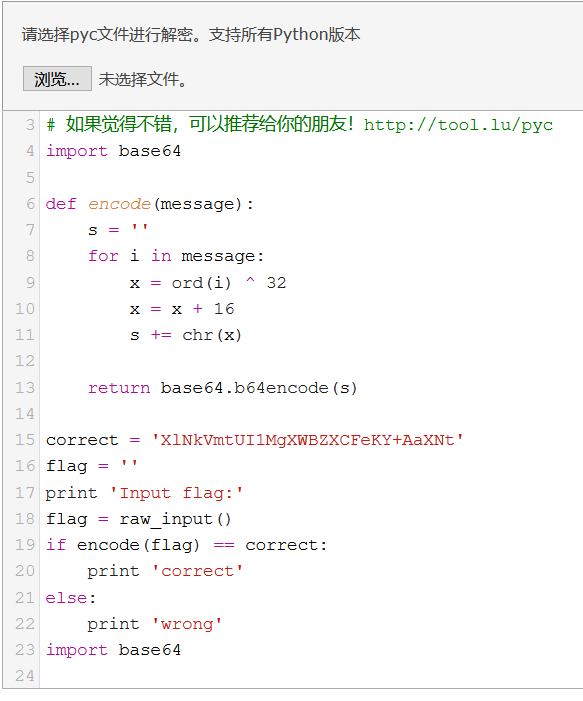 请选择pyc文件进行解密。支持所有Python版本
浏览... 未选择文件。
3 # 如果觉得不错，可以推荐给你的朋友！http://tool.lu/pyc
4 import base64
5
6 def encode(message):
7     s = ''
8     for i in message:
9         x = ord(i) ^ 32
10         x = x + 16
11         s += chr(x)
12
13     return base64.b64encode(s)
14
15 correct = 'XlNkVmtUI1MgXWBZXCFeKY+AaXNt'
16 flag = ''
17 print 'Input flag:'
18 flag = raw_input()
19 if encode(flag) == correct:
20     print 'correct'
21 else:
22     print 'wrong'
23 import base64
24